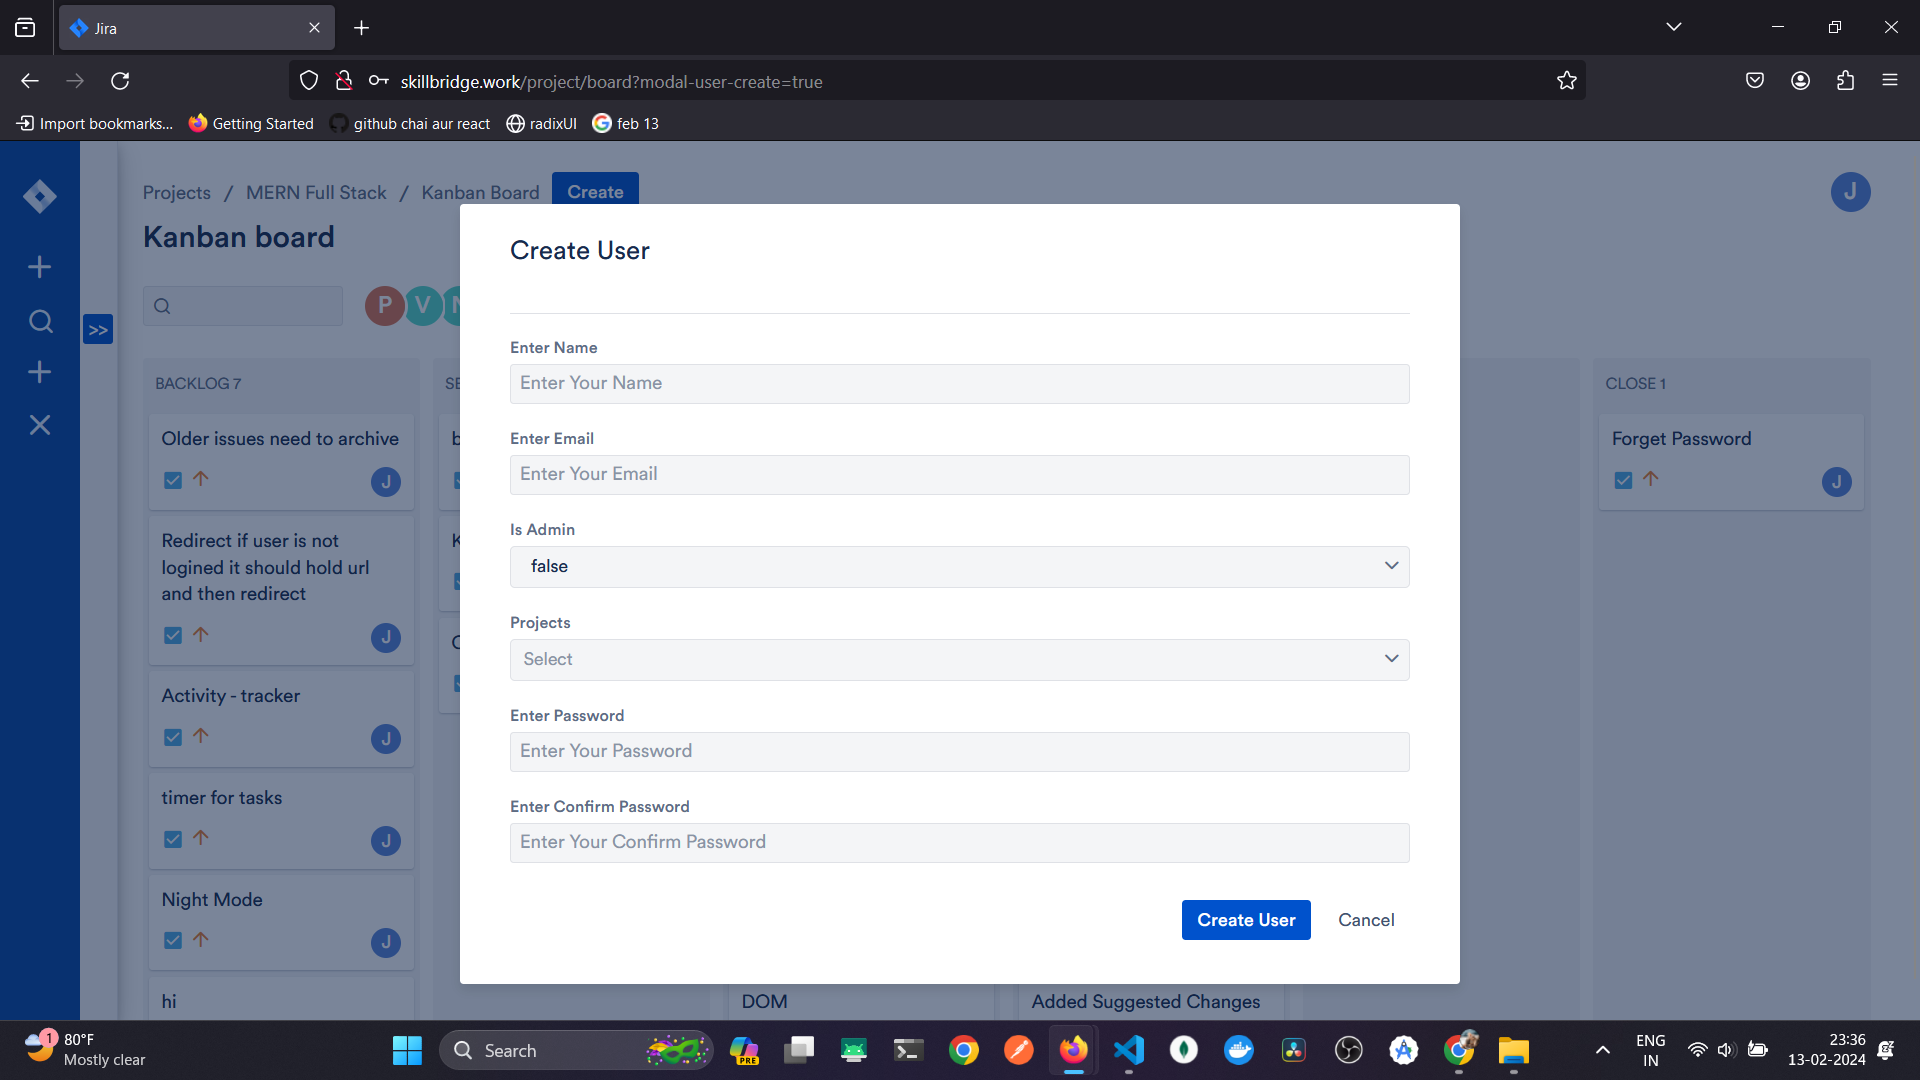 Jira
skillbridge.work/project/board?modal-user-create=true
Import bookmarks...
Getting Started
github chai aur react
radixUI
feb 13
Projects / MERN Full Stack / Kanban Board
Create
J
Kanban board
P
V
>>
BACKLOG 7
Older issues need to archive
J
Redirect if user is not
logined it should hold url
and then redirect
J
Activity - tracker
J
timer for tasks
J
Night Mode
J
hi
Create User
Enter Name
Enter Your Name
Enter Email
Enter Your Email
Is Admin
false
Projects
Select
Enter Password
Enter Your Password
Enter Confirm Password
Enter Your Confirm Password
Create User
Cancel
DOM
Added Suggested Changes
CLOSE 1
Forget Password
J
1
80°F
Mostly clear
Search
PRE
ENG
IN
23:36
13-02-2024